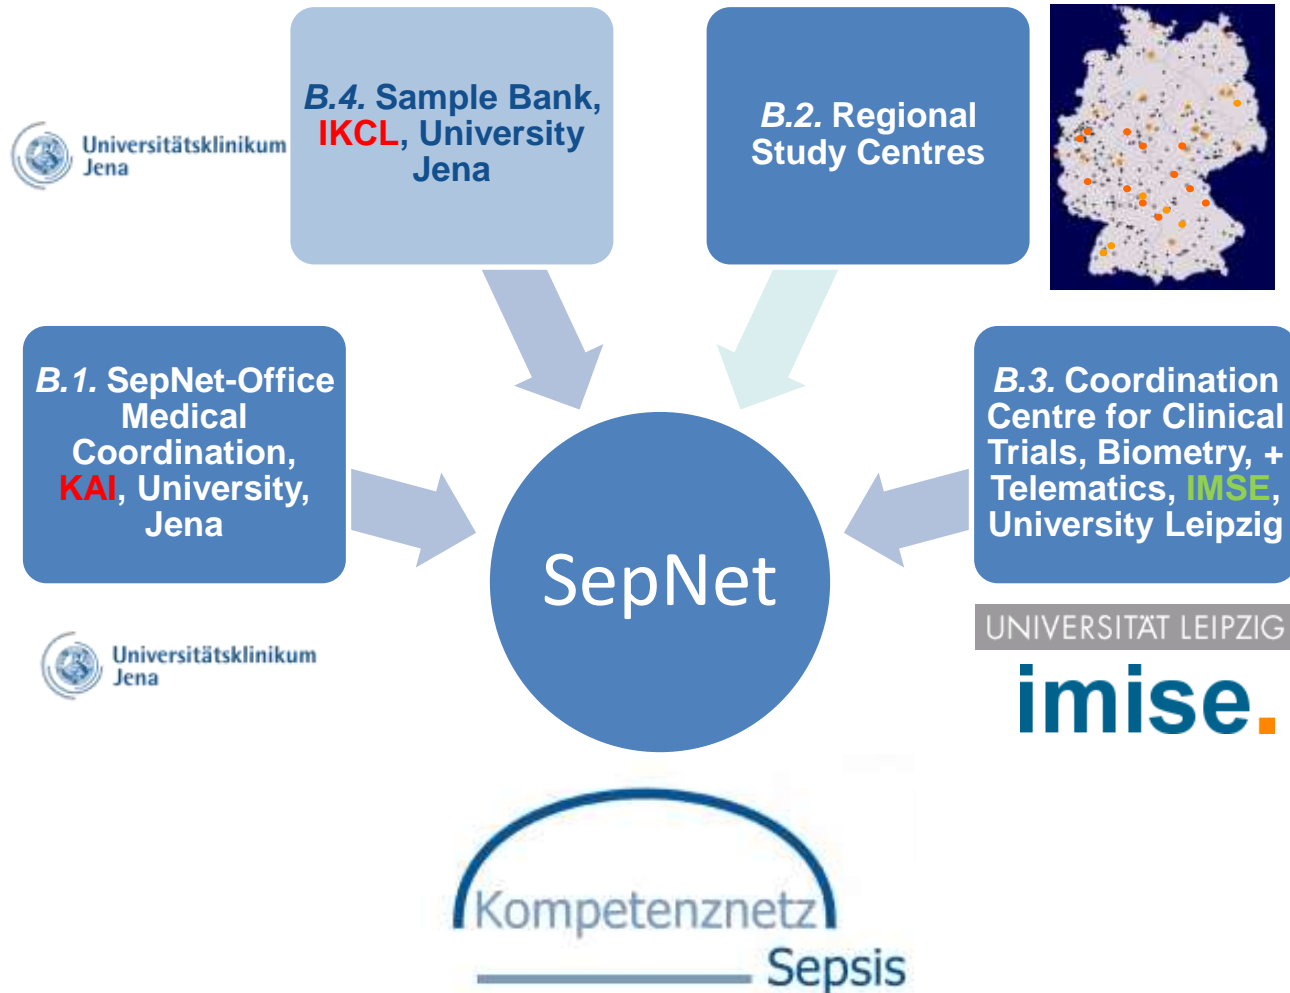 B.4. Sample Bank,
IKCL, University
Jena
B.2. Regional
Study Centres
Universitätsklinikum
Jena
B.1. SepNet-Office
Medical
Coordination,
KAI, University,
Jena
B.3. Coordination
Centre for Clinical
Trials, Biometry, +
Telematics, IMSE,
University Leipzig
SepNet
Universitätsklinikum
Jena
UNIVERSITÄT LEIPZIG
imise.
Kompetenznetz
Sepsis